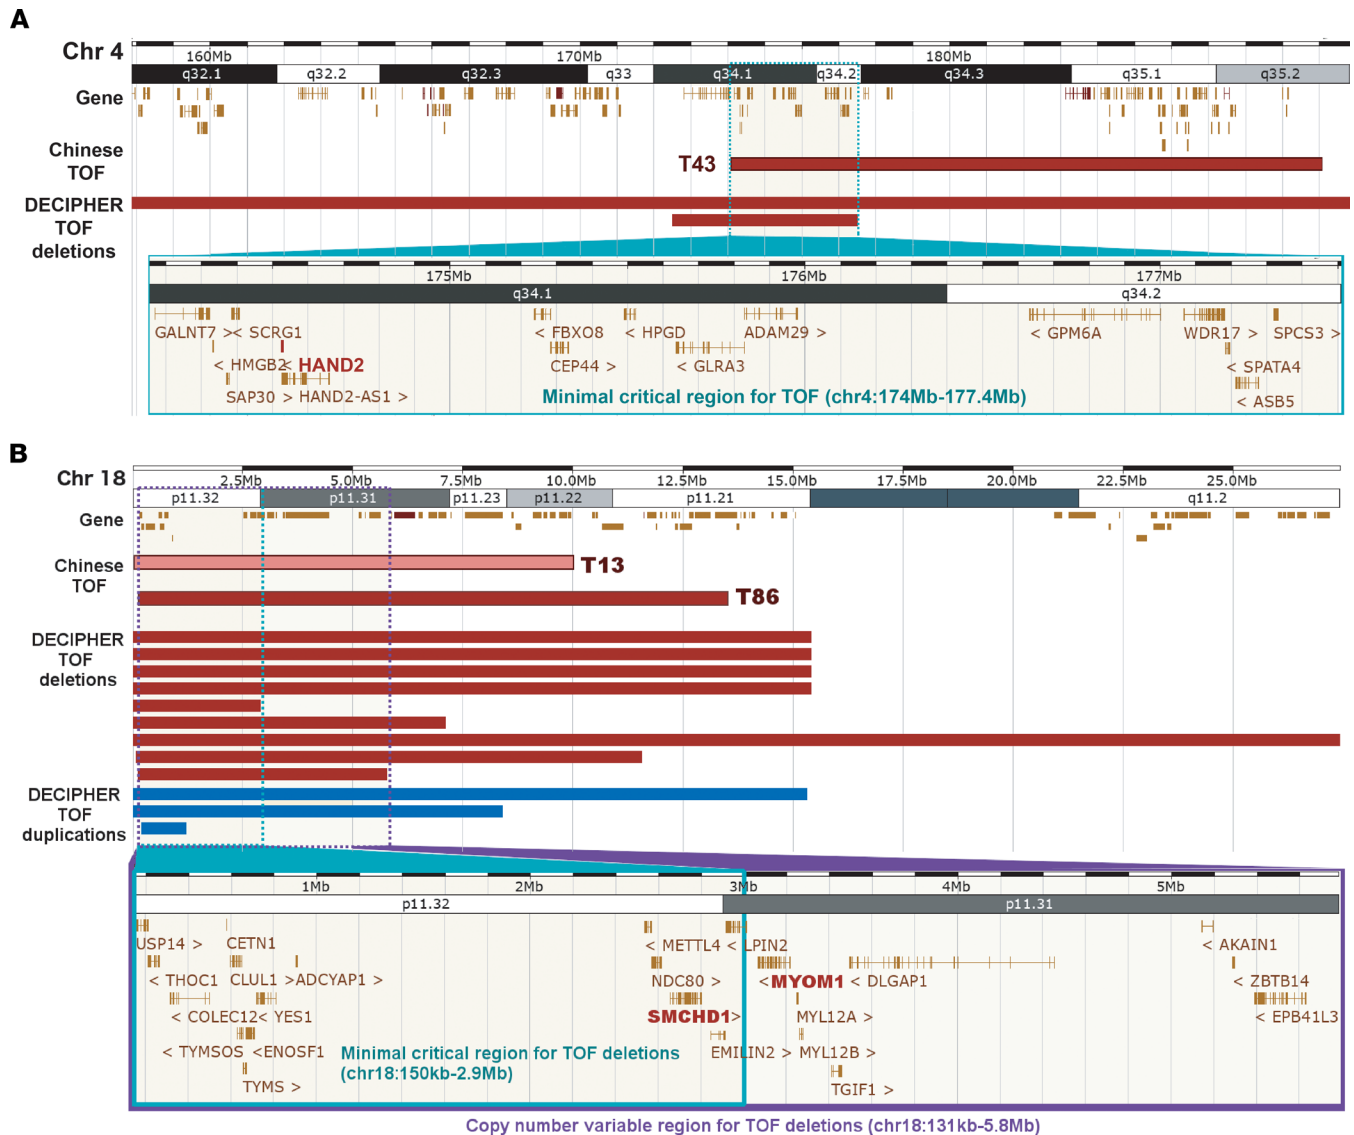 A
Chr 4
160Mb 170Mb 180Mb
q32.1 q32.2 q32.3 q33 q34.1 q34.2 q34.3 q35.1 q35.2
Gene
Chinese
TOF
T43
DECIPHER
TOF
deletions
175Mb 176Mb 177Mb
q34.1 q34.2
GALNT7 > < SCRG1 < FBXO8 < HPGD ADAM29 > < GPM6A WDR17 > SPCS3 >
< HMGB2 < HAND2 CEP44 > < GLRA3 < SPATA4
SAP30 > HAND2-AS1 > < ASB5
Minimal critical region for TOF (chr4:174Mb-177.4Mb)
B
Chr 18
2.5Mb 5.0Mb 7.5Mb 10.0Mb 12.5Mb 15.0Mb 17.5Mb 20.0Mb 22.5Mb 25.0Mb
p11.32 p11.31 p11.23 p11.22 p11.21 q11.2
Gene
Chinese
TOF
T13
T86
DECIPHER
TOF
deletions
DECIPHER
TOF
duplications
1Mb 2Mb 3Mb 4Mb 5Mb
p11.32 p11.31
USP14 > CETN1 < METTL4 < LPIN2 < AKAIN1
< THOC1 CLUL1 > ADCYAP1 > NDC80 > < MYOM1 < DLGAP1 < ZBTB14
< COLEC12 < YES1 SMCHD1 > MYL12A > < EPB41L3
< TYMSOS < ENOSF1 EMILIN2 > MYL12B >
TYMS > TGIF1 >
Minimal critical region for TOF deletions
(chr18:150kb-2.9Mb)
Copy number variable region for TOF deletions (chr18:131kb-5.8Mb)